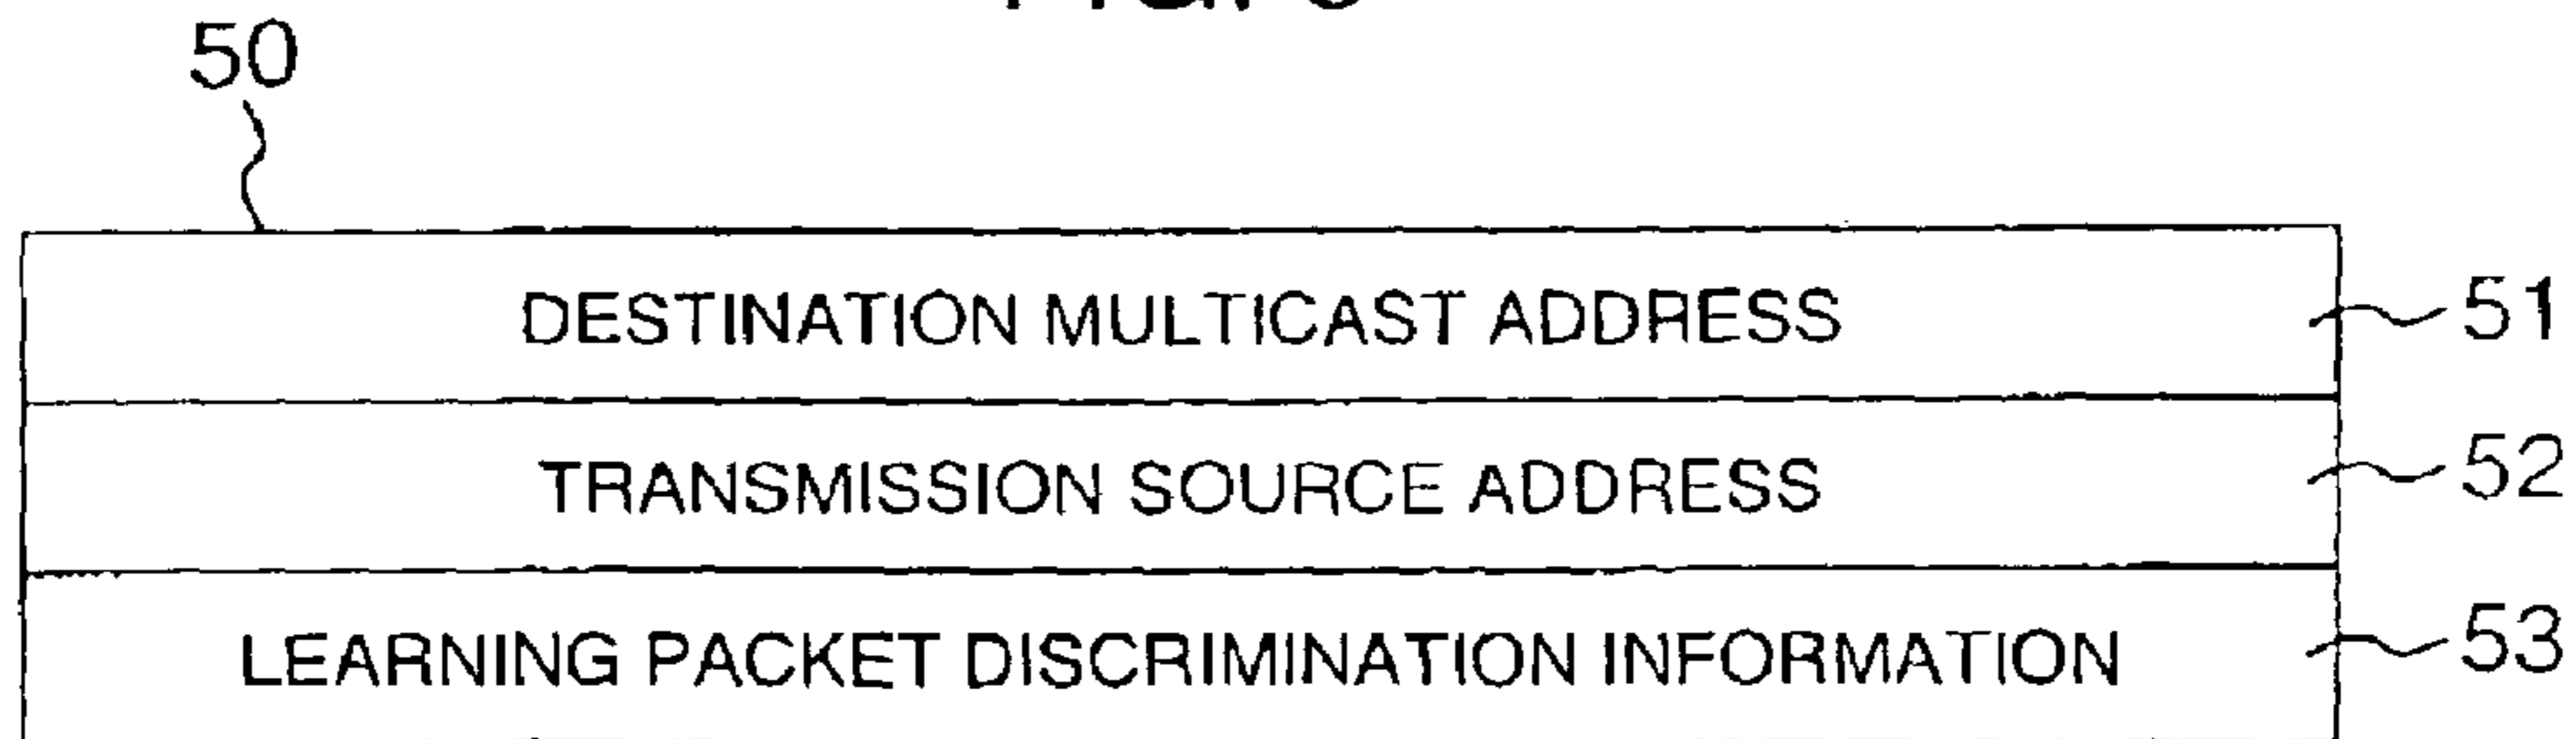 50
DESTINATION MULTICAST ADDRESS 51
TRANSMISSION SOURCE ADDRESS 52
LEARNING PACKET DISCRIMINATION INFORMATION 53